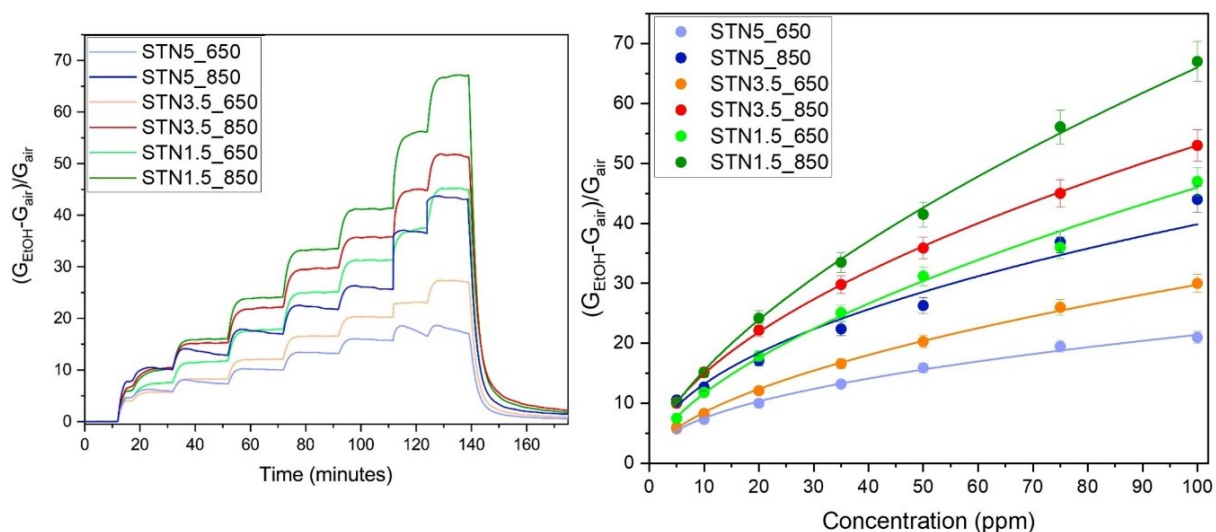 (G_EtOH-G_air)/G_air
70
60
50
40
30
20
10
0
STN5_650
STN5_850
STN3.5_650
STN3.5_850
STN1.5_650
STN1.5_850
0 20 40 60 80 100 120 140 160
Time (minutes)
(G_EtOH-G_air)/G_air
70
60
50
40
30
20
10
0
STN5_650
STN5_850
STN3.5_650
STN3.5_850
STN1.5_650
STN1.5_850
0 10 20 30 40 50 60 70 80 90 100
Concentration (ppm)